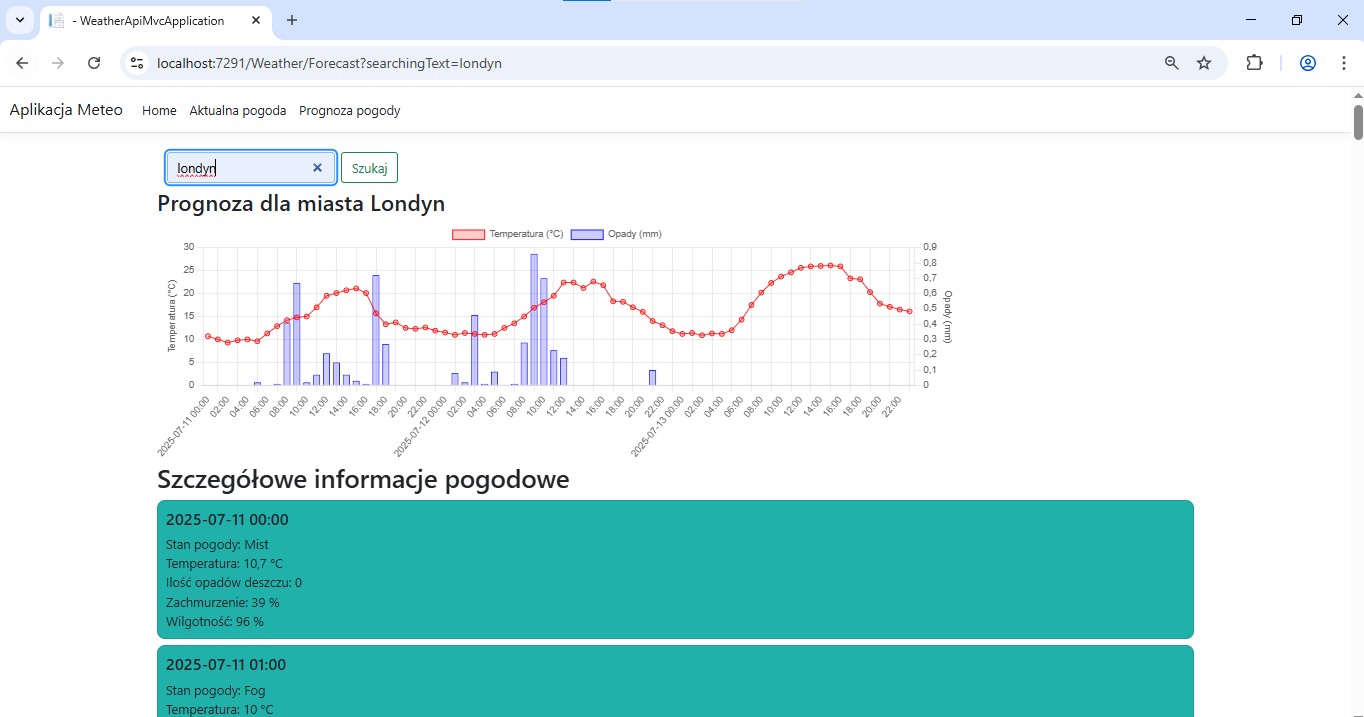 - WeatherApiMvcApplication
localhost:7291/Weather/Forecast?searchingText=londyn
Aplikacja Meteo Home Aktualna pogoda Prognoza pogody
londyn Szukaj
Prognoza dla miasta Londyn
Temperatura (°C) Opady (mm)
30 25 20 15 10 5 0
Temperatura (°C)
0,9 0,8 0,7 0,6 0,5 0,4 0,3 0,2 0,1 0
Opady (mm)
2025-07-11 00:00 02:00 04:00 06:00 08:00 10:00 12:00 14:00 16:00 18:00 20:00 22:00 2025-07-12 00:00 02:00 04:00 06:00 08:00 10:00 12:00 14:00 16:00 18:00 20:00 22:00 2025-07-13 00:00 02:00 04:00 06:00 08:00 10:00 12:00 14:00 16:00 18:00 20:00 22:00
Szczegółowe informacje pogodowe
2025-07-11 00:00
Stan pogody: Mist
Temperatura: 10,7 °C
Ilość opadów deszczu: 0
Zachmurzenie: 39 %
Wilgotność: 96 %
2025-07-11 01:00
Stan pogody: Fog
Temperatura: 10 °C